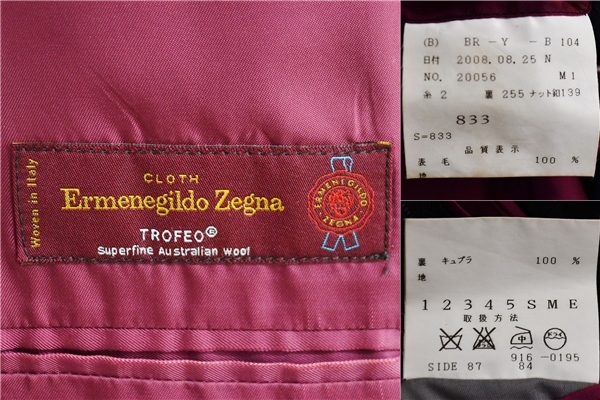 Woven in Italy
CLOTH
Ermenegildo Zegna
TROFEO®
Superfine Australian wool
ERMENEGILDO
ZEGNA
(B) BR-Y -B 104
日付 2008.08.25 N
NO. 20056 M1
糸2 裏 255 ナット釦139
833
S=833
品質表示
表 毛 100 %
地
裏 キュプラ 100 %
地
12345SME
取扱方法
中 ドライ
916-0195
SIDE 87 84